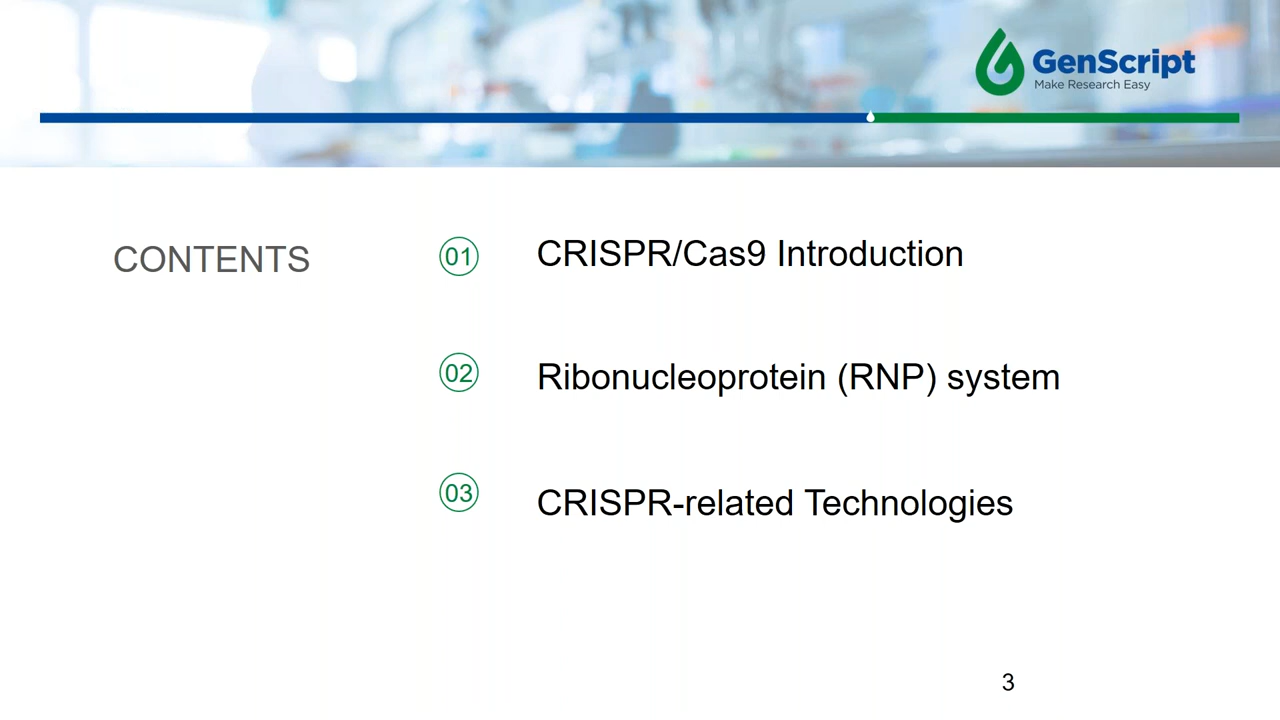 GenScript
Make Research Easy
CONTENTS
01 CRISPR/Cas9 Introduction
02 Ribonucleoprotein (RNP) system
03 CRISPR-related Technologies
3